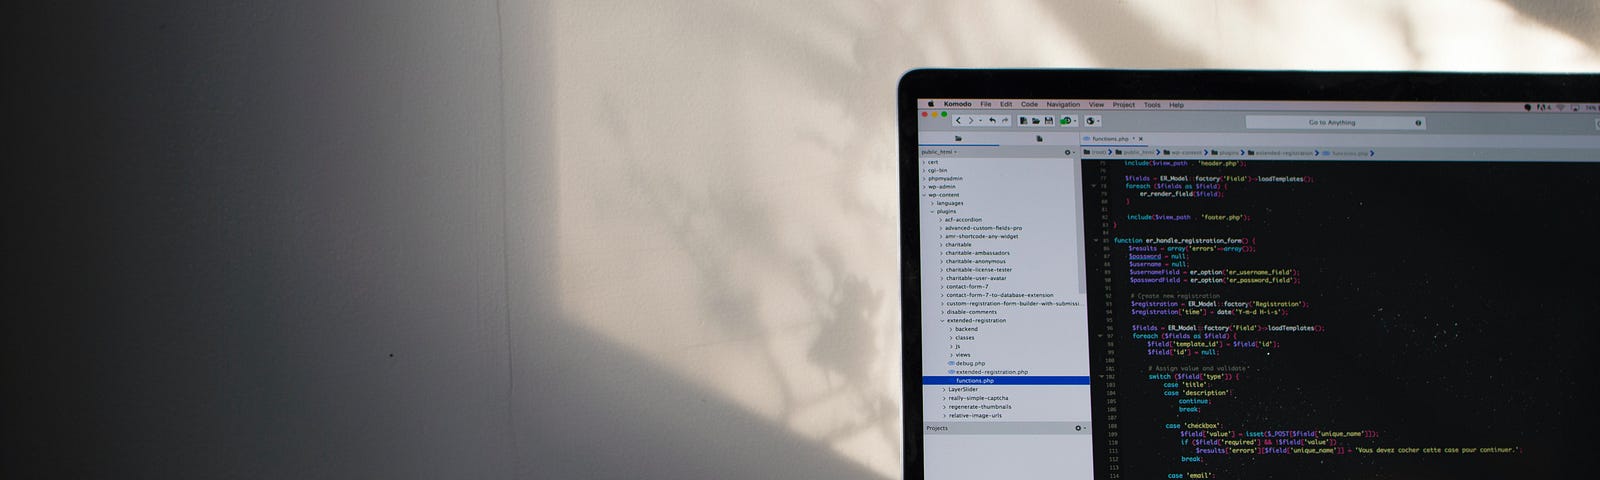 Komodo File Edit Code Navigation View Project Tools Help
Go to Anything
functions.php
public_html
public_html wp-content plugins extended-registration functions.php
cert
cgi-bin
phpmyadmin
wp-admin
wp-content
languages
plugins
acf-accordion
advanced-custom-fields-pro
amr-shortcode-any-widget
charitable
charitable-ambassadors
charitable-anonymous
charitable-license-tester
charitable-user-avatar
contact-form-7
contact-form-7-to-database-extension
custom-registration-form-builder-with-submissi...
disable-comments
extended-registration
backend
classes
js
views
debug.php
extended-registration.php
functions.php
LayerSlider
really-simple-captcha
regenerate-thumbnails
relative-image-urls
Projects
include($view_path . 'header.php');
$fields = ER_Model::factory('Field')->loadTemplates();
foreach ($fields as $field) {
er_render_field($field);
}
include($view_path . 'footer.php');
}
function er_handle_registration_form() {
$results = array('errors'=>array());
$password = null;
$username = null;
$usernameField = er_option('er_username_field');
$passwordField = er_option('er_password_field');
# Create new registration
$registration = ER_Model::factory('Registration');
$registration['time'] = date('Y-m-d H-i-s');
$fields = ER_Model::factory('Field')->loadTemplates();
foreach ($fields as $field) {
$field['template_id'] = $field['id'];
$field['id'] = null;
# Assign value and validate
switch ($field['type']) {
case 'title':
case 'description':
continue;
break;
case 'checkbox':
$field['value'] = isset($_POST[$field['unique_name']]);
if ($field['required'] && !$field['value'])
$results['errors'][$field['unique_name']] = 'Vous devez cocher cette case pour continuer.';
break;
case 'email':